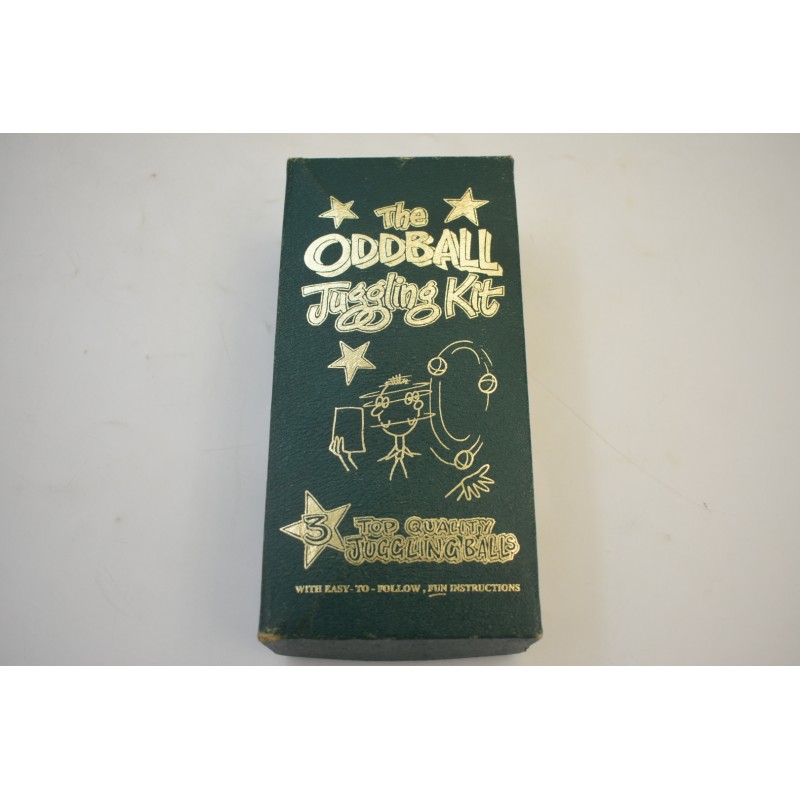 The
ODDBALL
Juggling Kit
3
TOP QUALITY
JUGGLING BALLS
WITH EASY-TO-FOLLOW, FUN INSTRUCTIONS